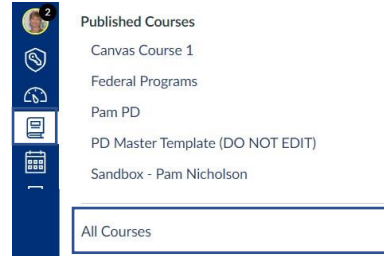 2
Published Courses
Canvas Course 1
Federal Programs
Pam PD
PD Master Template (DO NOT EDIT)
Sandbox - Pam Nicholson
All Courses